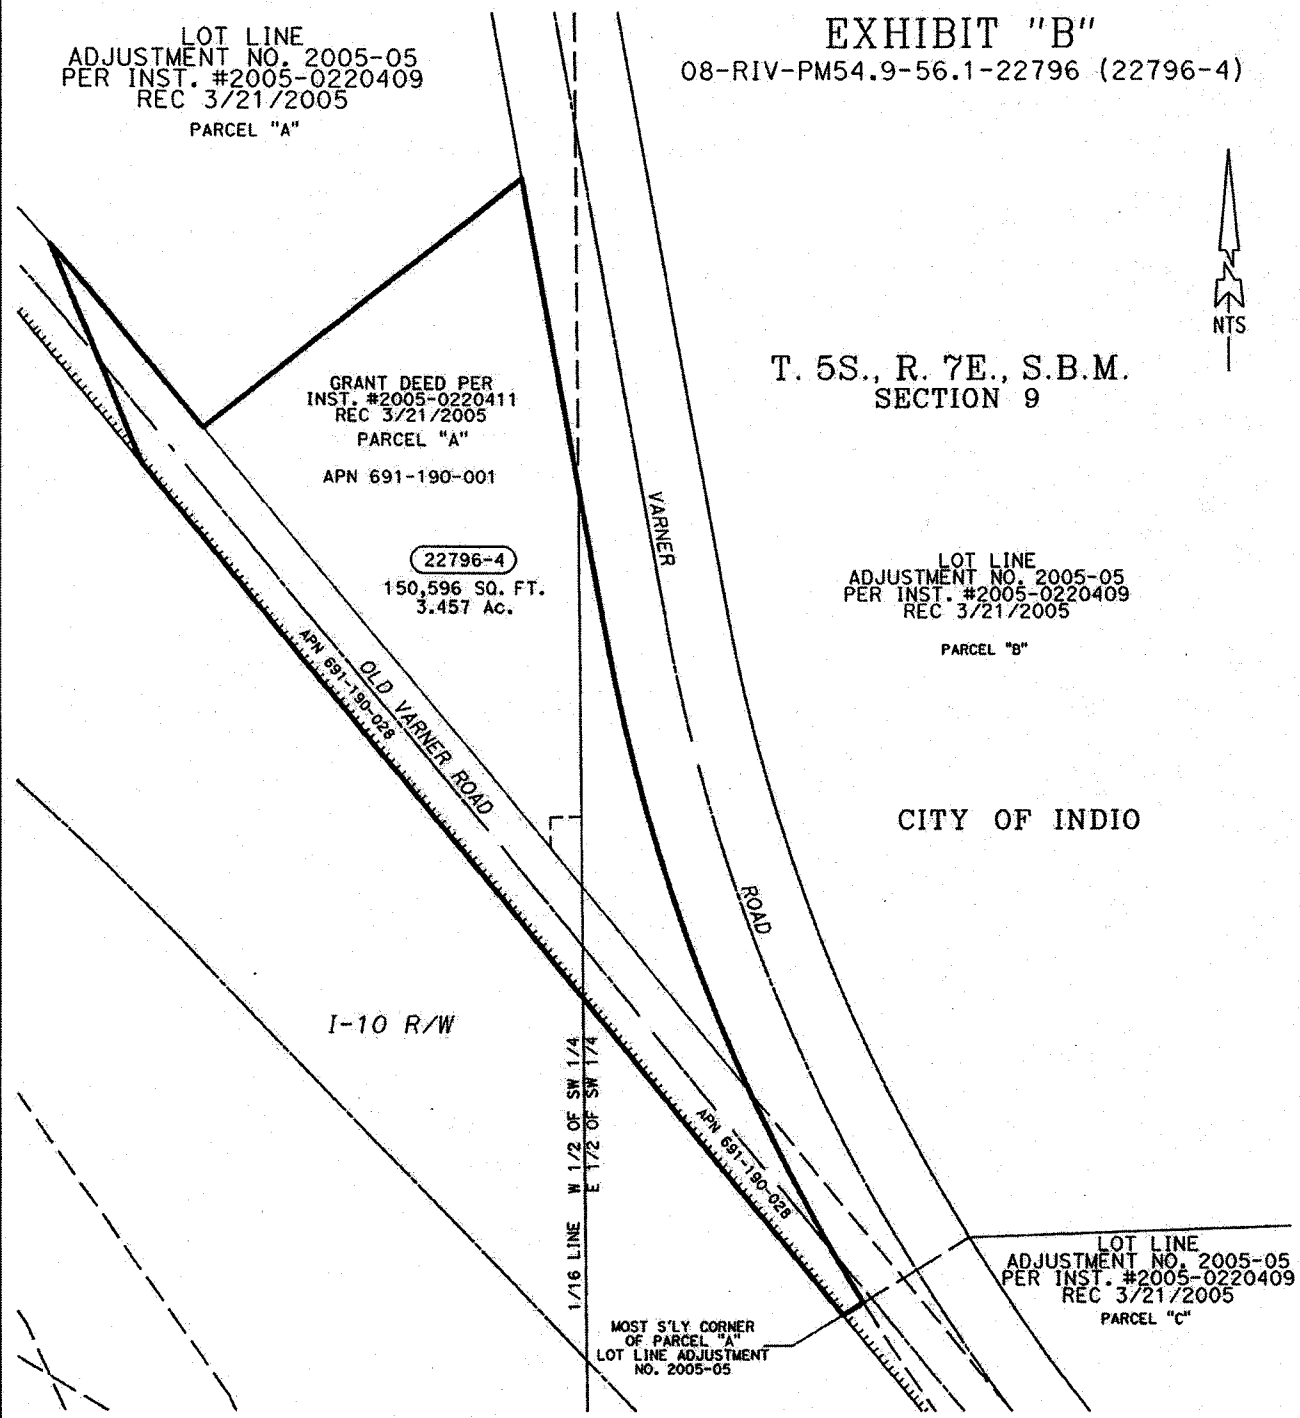 LOT LINE
ADJUSTMENT NO. 2005-05
PER INST. #2005-0220409
REC 3/21/2005
PARCEL "A"
EXHIBIT "B"
08-RIV-PM54.9-56.1-22796 (22796-4)
N
NTS
T. 5S., R. 7E., S.B.M.
SECTION 9
GRANT DEED PER
INST. #2005-0220411
REC 3/21/2005
PARCEL "A"
APN 691-190-001
22796-4
150,596 SQ. FT.
3.457 Ac.
VARNER
ROAD
LOT LINE
ADJUSTMENT NO. 2005-05
PER INST. #2005-0220409
REC 3/21/2005
PARCEL "B"
APN 691-190-028
OLD VARNER ROAD
CITY OF INDIO
I-10 R/W
1/16 LINE
W 1/2 OF SW 1/4
E 1/2 OF SW 1/4
APN 691-190-028
LOT LINE
ADJUSTMENT NO. 2005-05
PER INST. #2005-0220409
REC 3/21/2005
PARCEL "C"
MOST S'LY CORNER
OF PARCEL "A"
LOT LINE ADJUSTMENT
NO. 2005-05